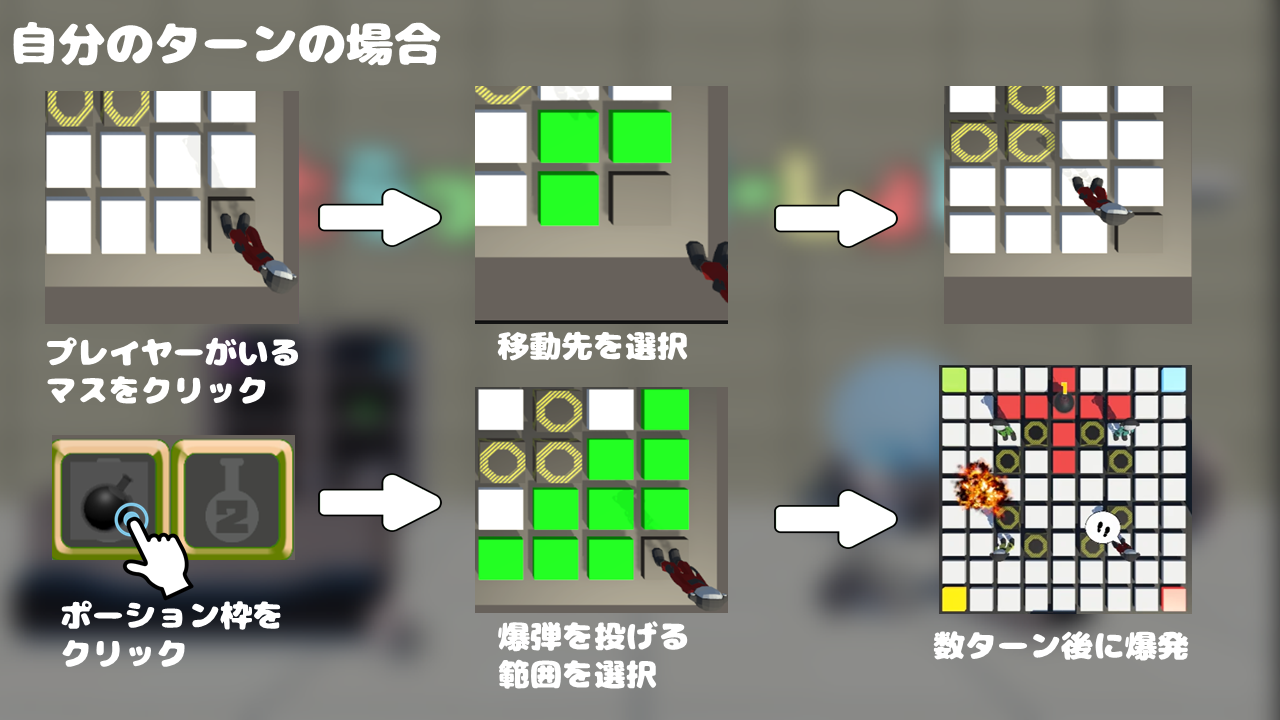 自分のターンの場合
プレイヤーがいる
マスをクリック
移動先を選択
2
ポーション枠を
クリック
爆弾を投げる
範囲を選択
1
数ターン後に爆発